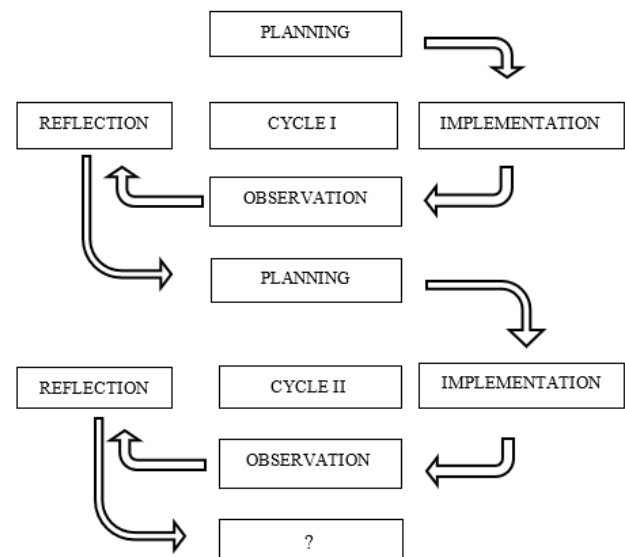 PLANNING
REFLECTION
CYCLE I
IMPLEMENTATION
OBSERVATION
PLANNING
REFLECTION
CYCLE II
IMPLEMENTATION
OBSERVATION
?